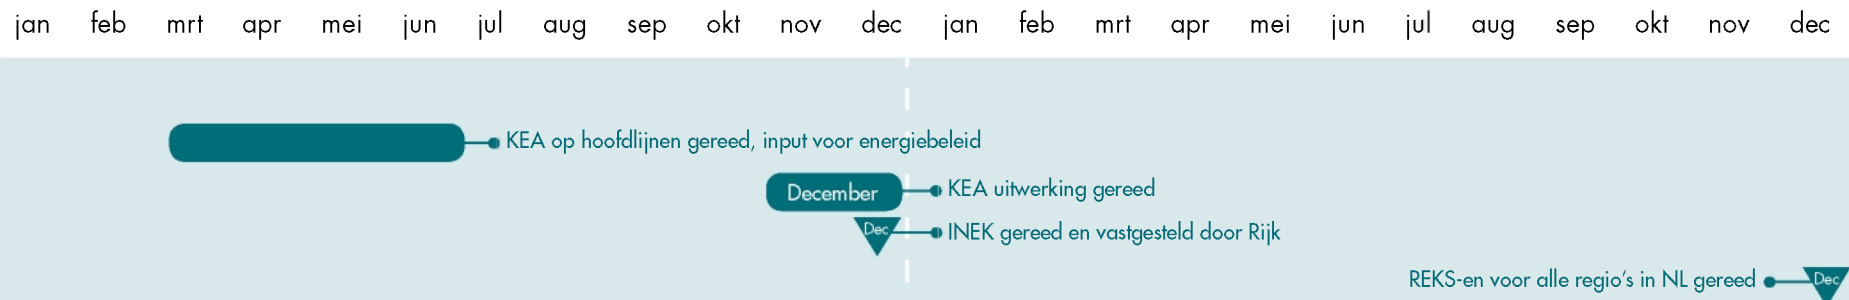 jan feb mrt apr mei jun jul aug sep okt nov dec jan feb mrt apr mei jun jul aug sep okt nov dec
KEA op hoofdlijnen gereed, input voor energiebeleid
December KEA uitwerking gereed
Dec INEK gereed en vastgesteld door Rijk
REKS-en voor alle regio's in NL gereed Dec